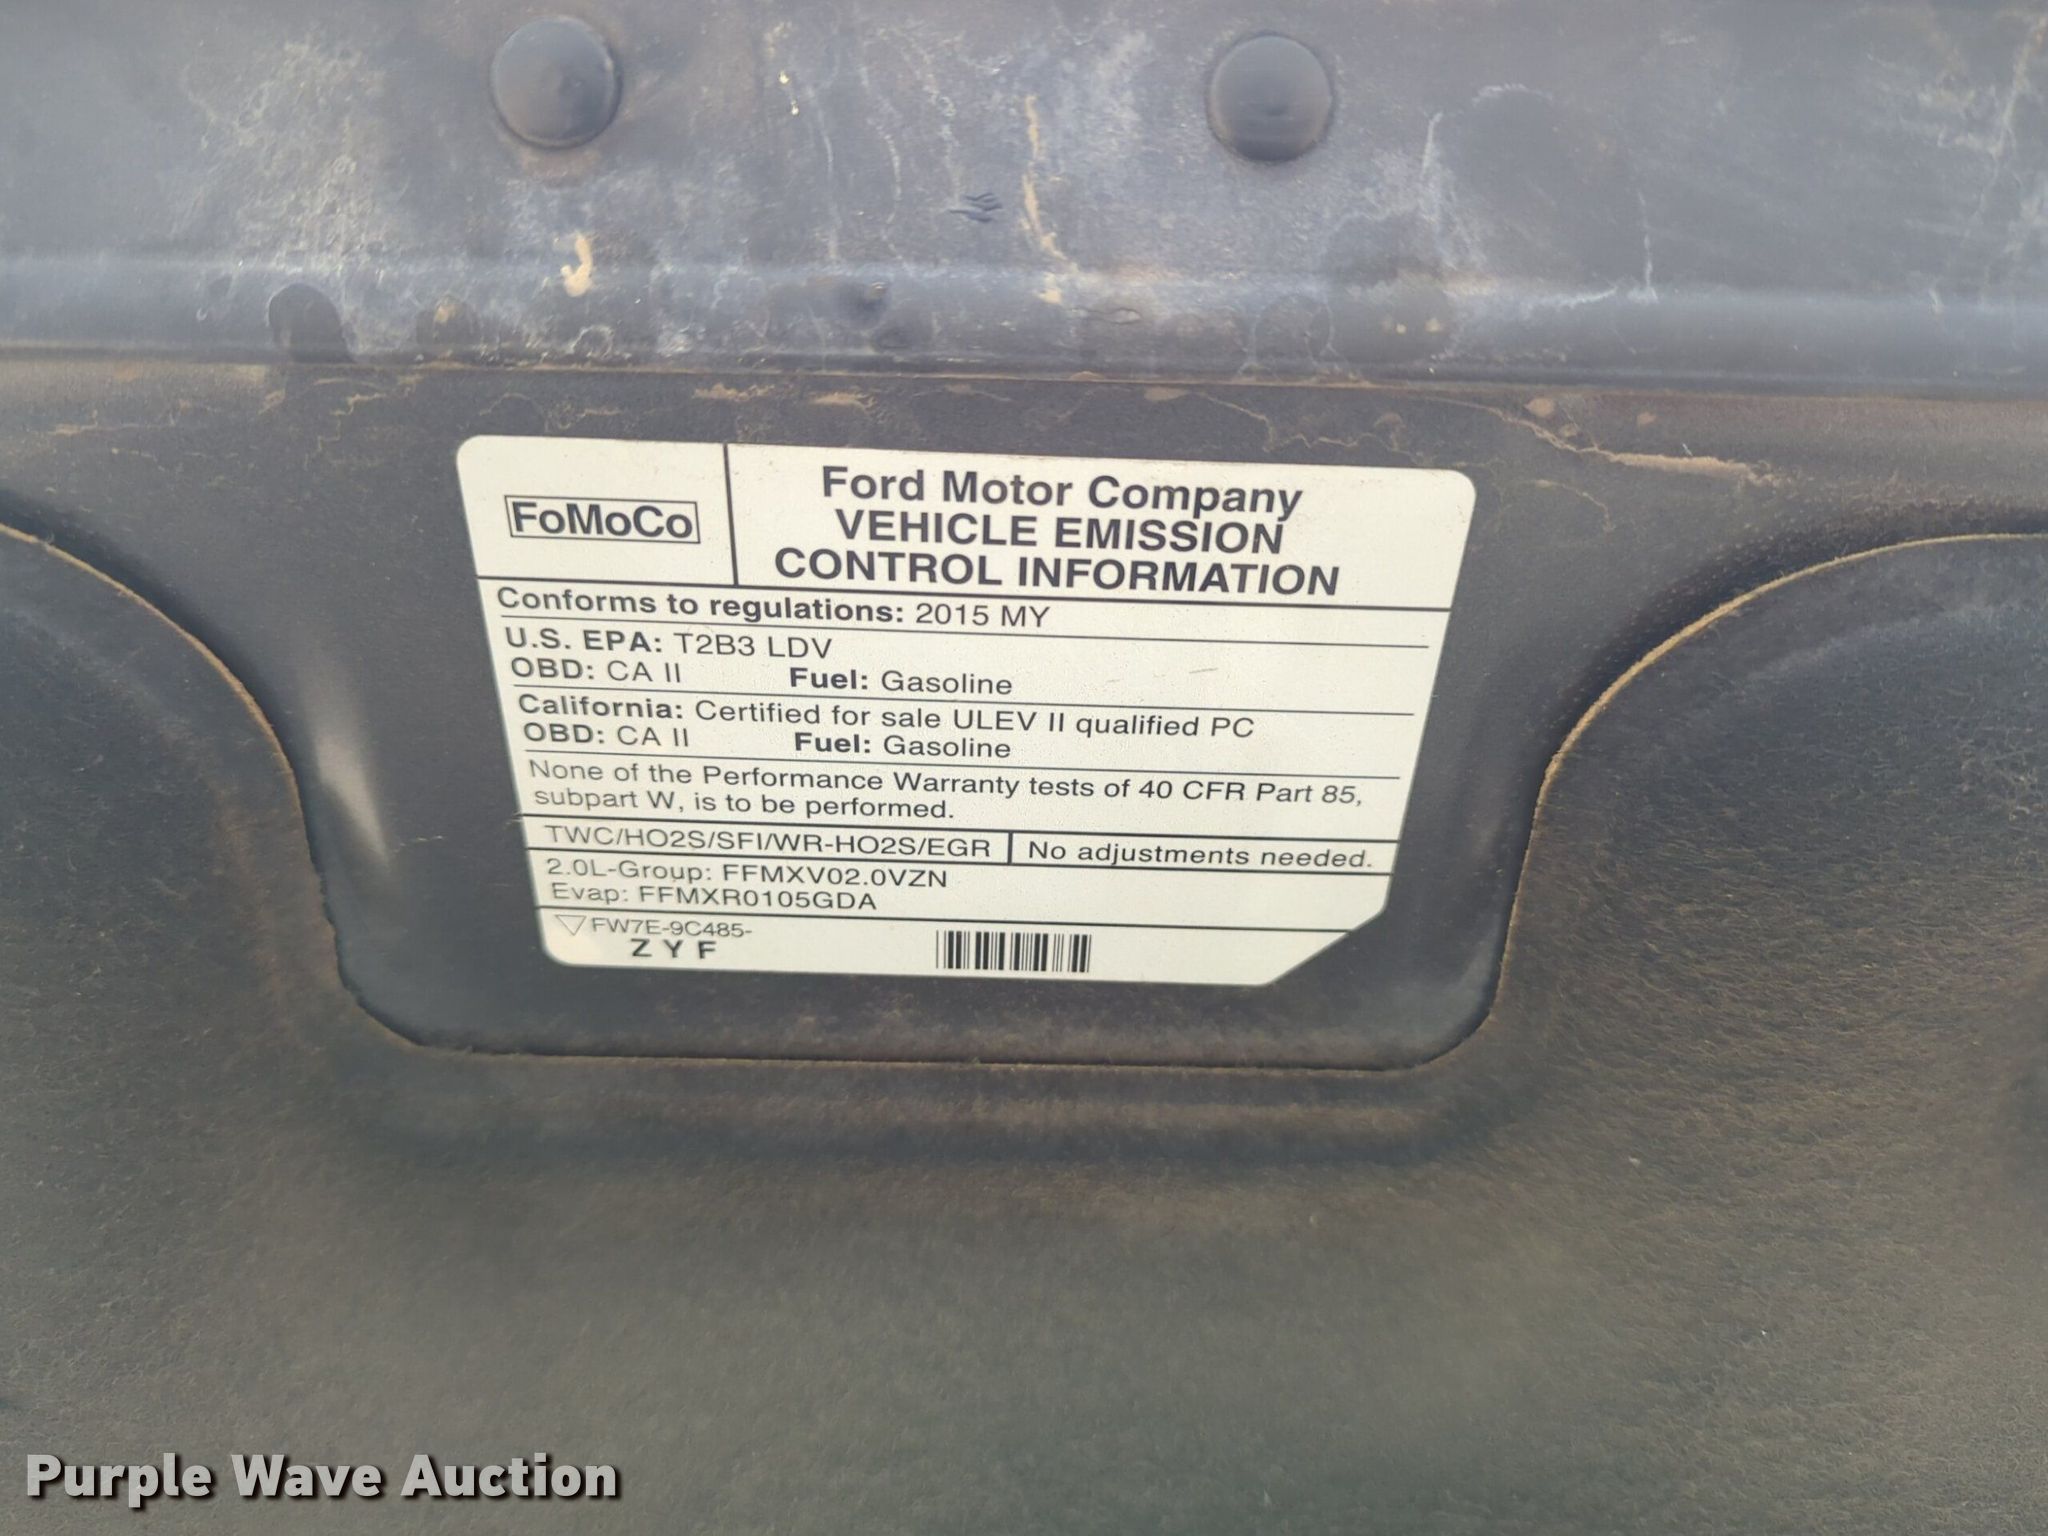 FoMoCo
Ford Motor Company
VEHICLE EMISSION
CONTROL INFORMATION
Conforms to regulations: 2015 MY
U.S. EPA: T2B3 LDV
OBD: CA II Fuel: Gasoline
California: Certified for sale ULEV II qualified PC
OBD: CA II Fuel: Gasoline
None of the Performance Warranty tests of 40 CFR Part 85,
subpart W, is to be performed.
TWC/HO2S/SFI/WR-HO2S/EGR No adjustments needed.
2.0L-Group: FFMXV02.0VZN
Evap: FFMXR0105GDA
FW7E-9C485-
Z Y F
Purple Wave Auction